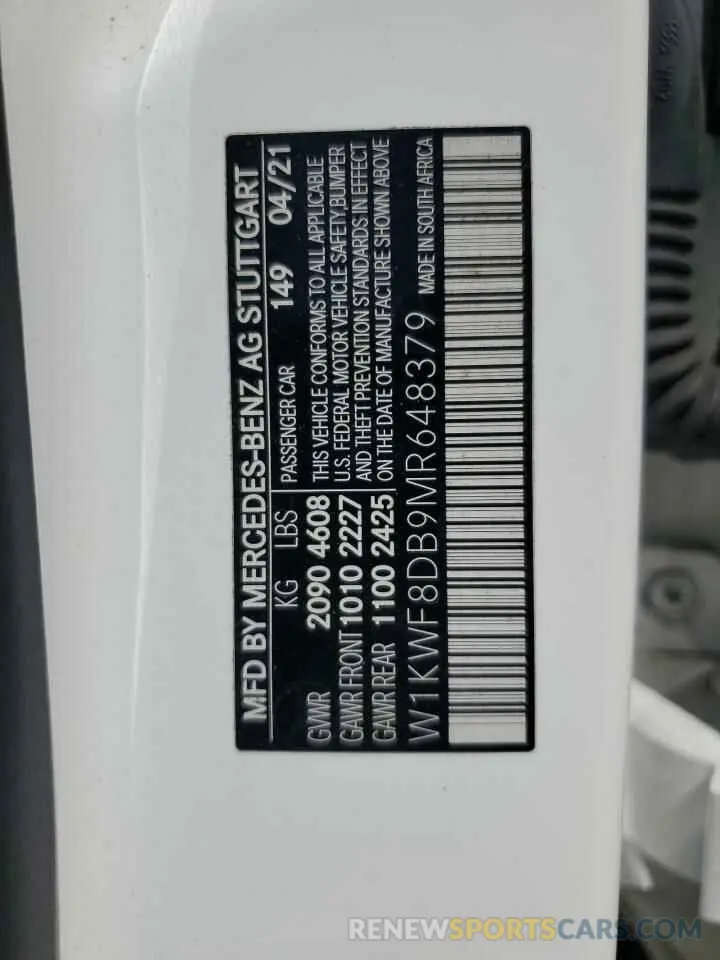 MFD BY MERCEDES-BENZ AG STUTTGART
KG LBS PASSENGER CAR 149 04/21
GVWR 2090 4608 THIS VEHICLE CONFORMS TO ALL APPLICABLE
U.S. FEDERAL MOTOR VEHICLE SAFETY, BUMPER
GAWR FRONT 1010 2227 AND THEFT PREVENTION STANDARDS IN EFFECT
GAWR REAR 1100 2425 ON THE DATE OF MANUFACTURE SHOWN ABOVE
W1KWF8DB9MR648379 MADE IN SOUTH AFRICA
RENEWSPORTSCARS.COM